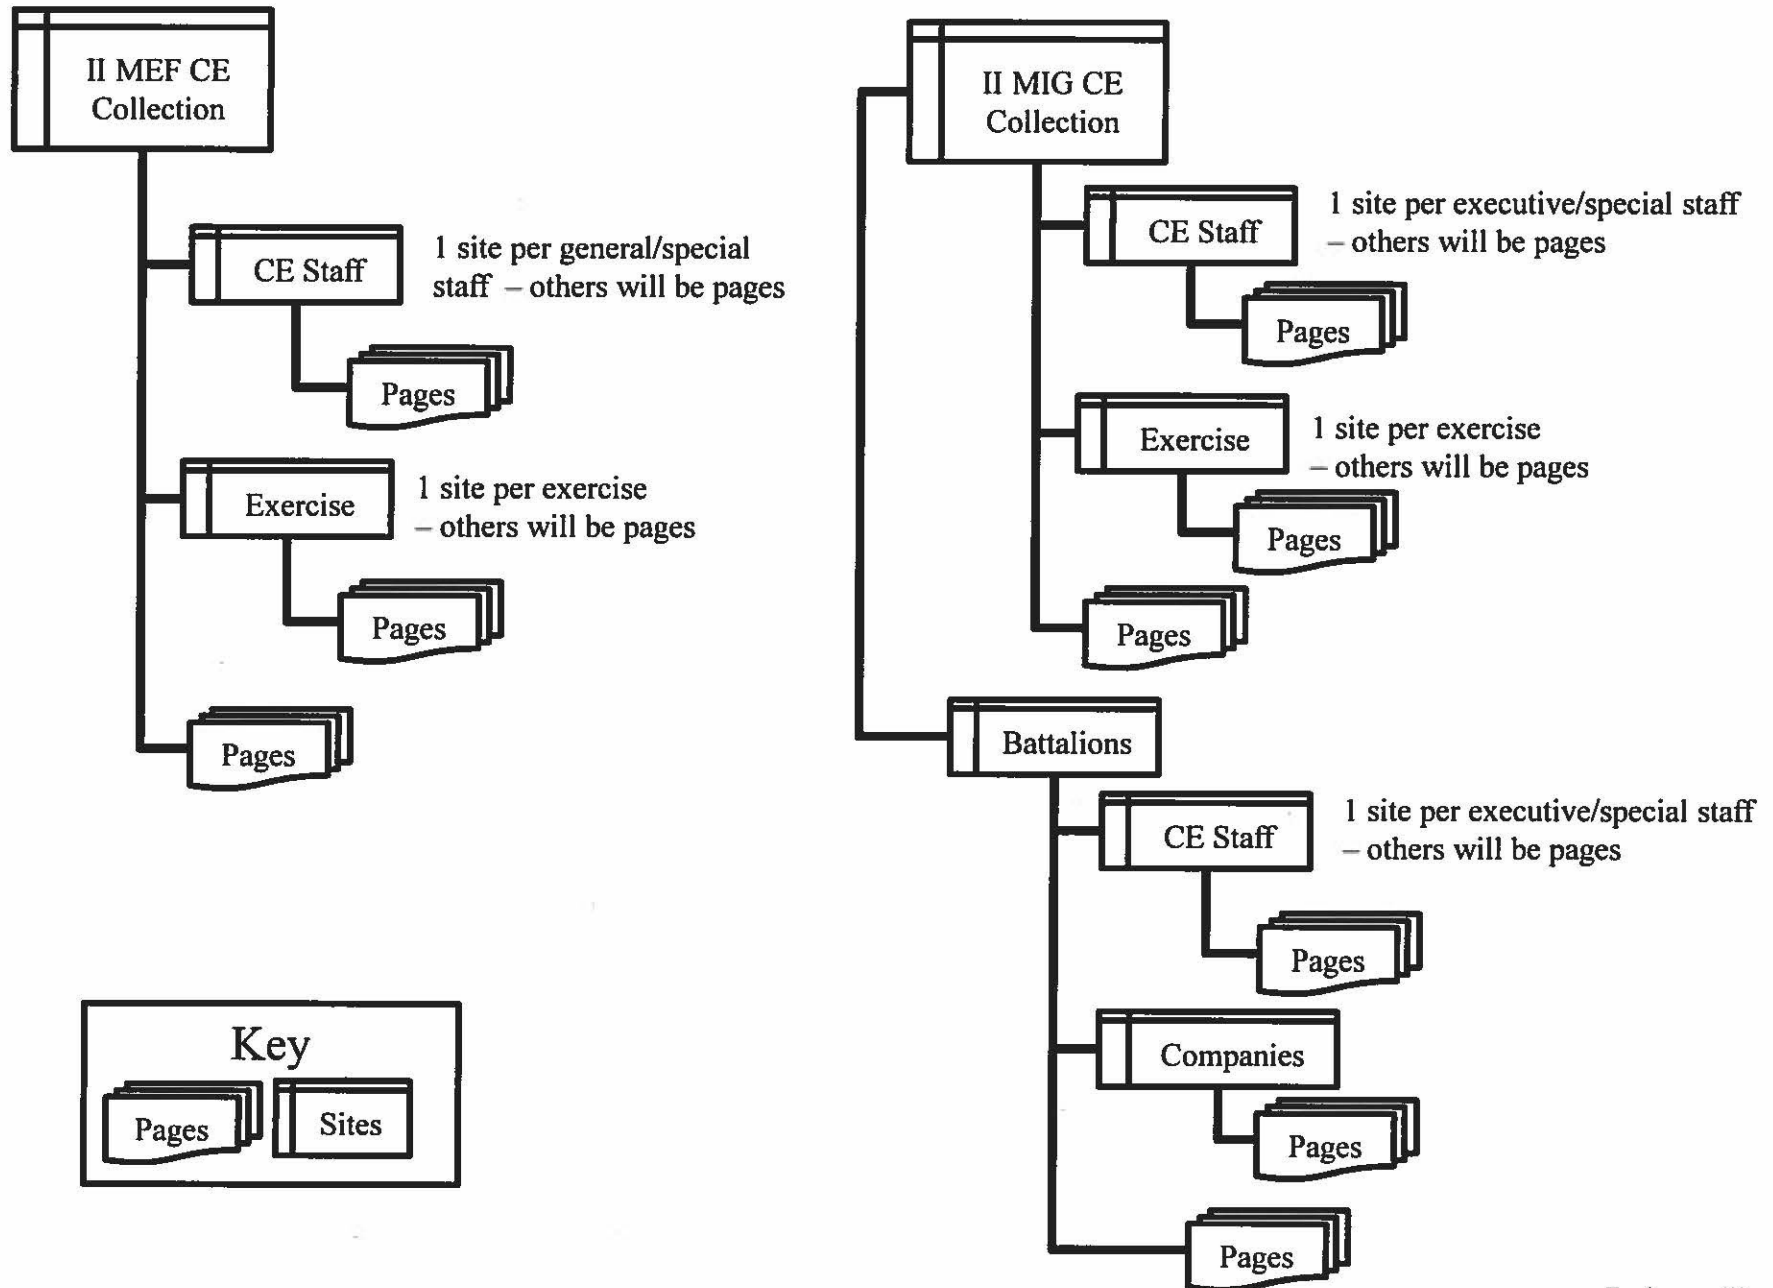 II MEF CE
Collection
CE Staff
1 site per general/special
staff – others will be pages
Pages
Exercise
1 site per exercise
– others will be pages
Pages
Pages
Key
Pages
Sites
II MIG CE
Collection
CE Staff
1 site per executive/special staff
– others will be pages
Pages
Exercise
1 site per exercise
– others will be pages
Pages
Pages
Battalions
CE Staff
1 site per executive/special staff
– others will be pages
Pages
Companies
Pages
Pages